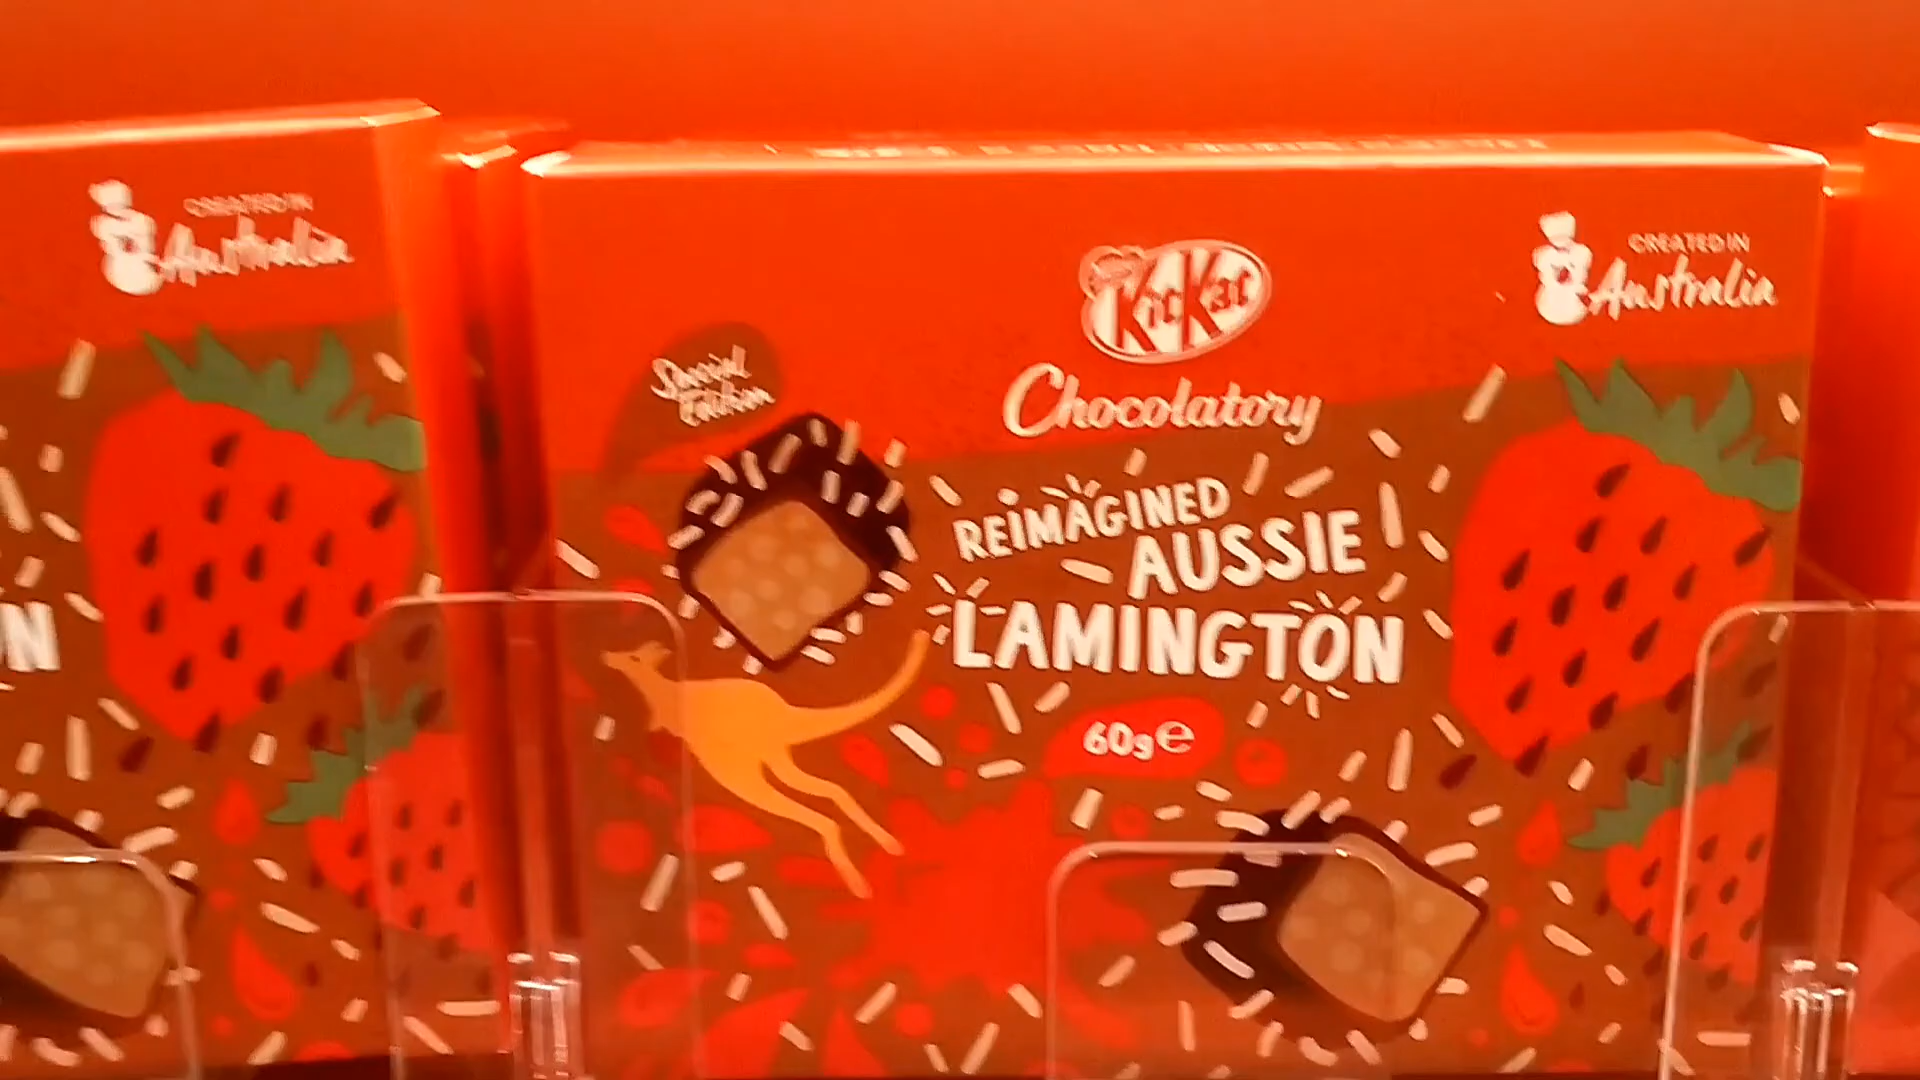 CREATED IN
Australia
N
Special
Edition
KitKat
Chocolatory
CREATED IN
Australia
REIMAGINED
AUSSIE
LAMINGTON
60g℮